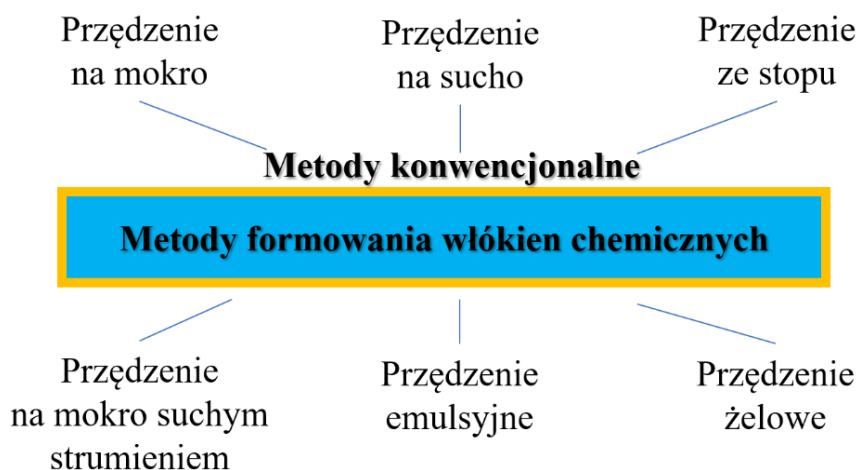 Przędzenie
na mokro
Przędzenie
na sucho
Przędzenie
ze stopu
Metody konwencjonalne
Metody formowania włókien chemicznych
Przędzenie
na mokro suchym
strumieniem
Przędzenie
emulsyjne
Przędzenie
żelowe